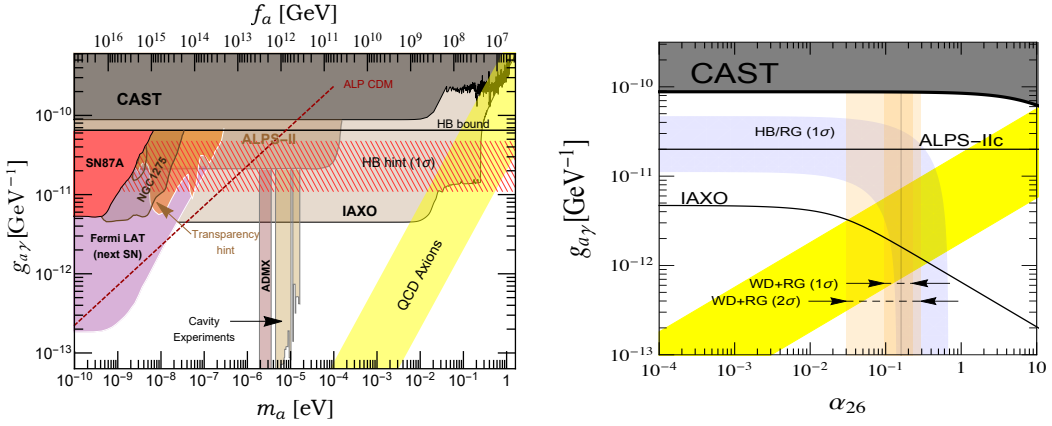 f_a [GeV]
10^16 10^15 10^14 10^13 10^12 10^11 10^10 10^9 10^8 10^7
ALP CDM
CAST
HB bound
ALPS-II
SN87A
NGC1275
HB hint (1σ)
IAXO
Transparency
hint
Fermi LAT
(next SN)
ADMX
QCD Axions
Cavity
Experiments
10^-10
10^-11
10^-12
10^-13
g_aγ [GeV^-1]
10^-10 10^-9 10^-8 10^-7 10^-6 10^-5 10^-4 10^-3 10^-2 10^-1 1
m_a [eV]
CAST
HB/RG (1σ)
ALPS-IIc
IAXO
WD+RG (1σ)
WD+RG (2σ)
10^-10
10^-11
10^-12
10^-13
g_aγ [GeV^-1]
10^-4 10^-3 10^-2 10^-1 1 10
α_26